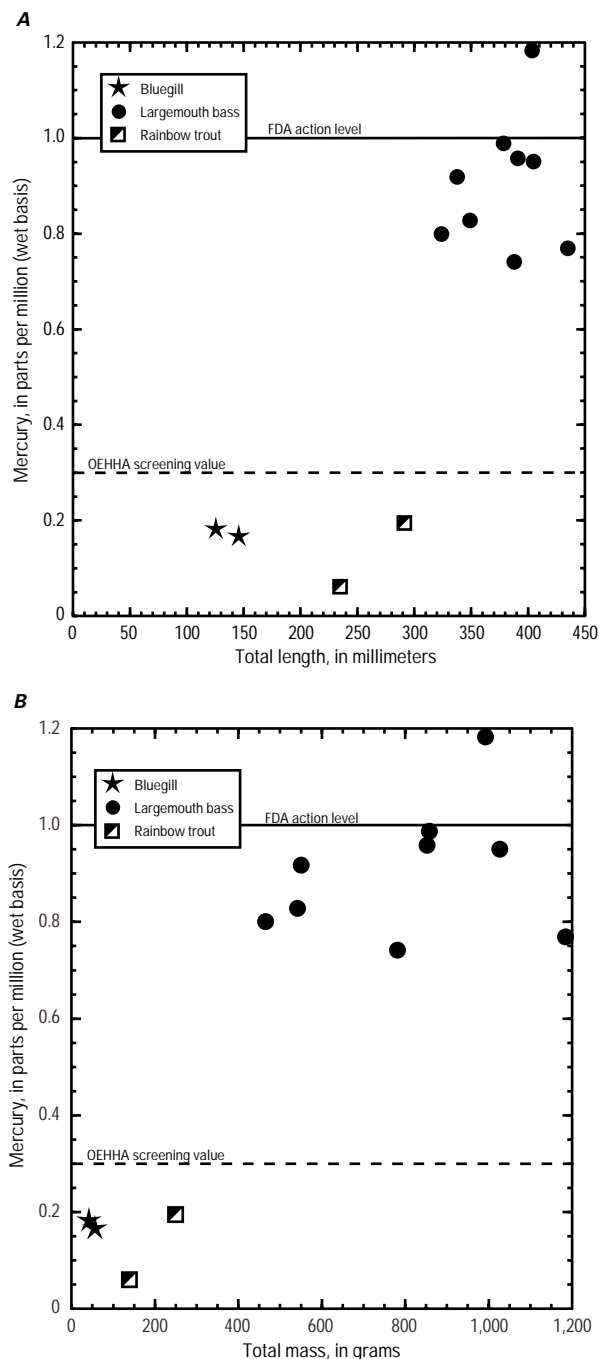 A
1.2
1.0
0.8
0.6
0.4
0.2
0
Mercury, in parts per million (wet basis)
Bluegill
Largemouth bass
Rainbow trout
FDA action level
OEHHA screening value
0 50 100 150 200 250 300 350 400 450
Total length, in millimeters
B
1.2
1.0
0.8
0.6
0.4
0.2
0
Mercury, in parts per million (wet basis)
Bluegill
Largemouth bass
Rainbow trout
FDA action level
OEHHA screening value
0 200 400 600 800 1,000 1,200
Total mass, in grams